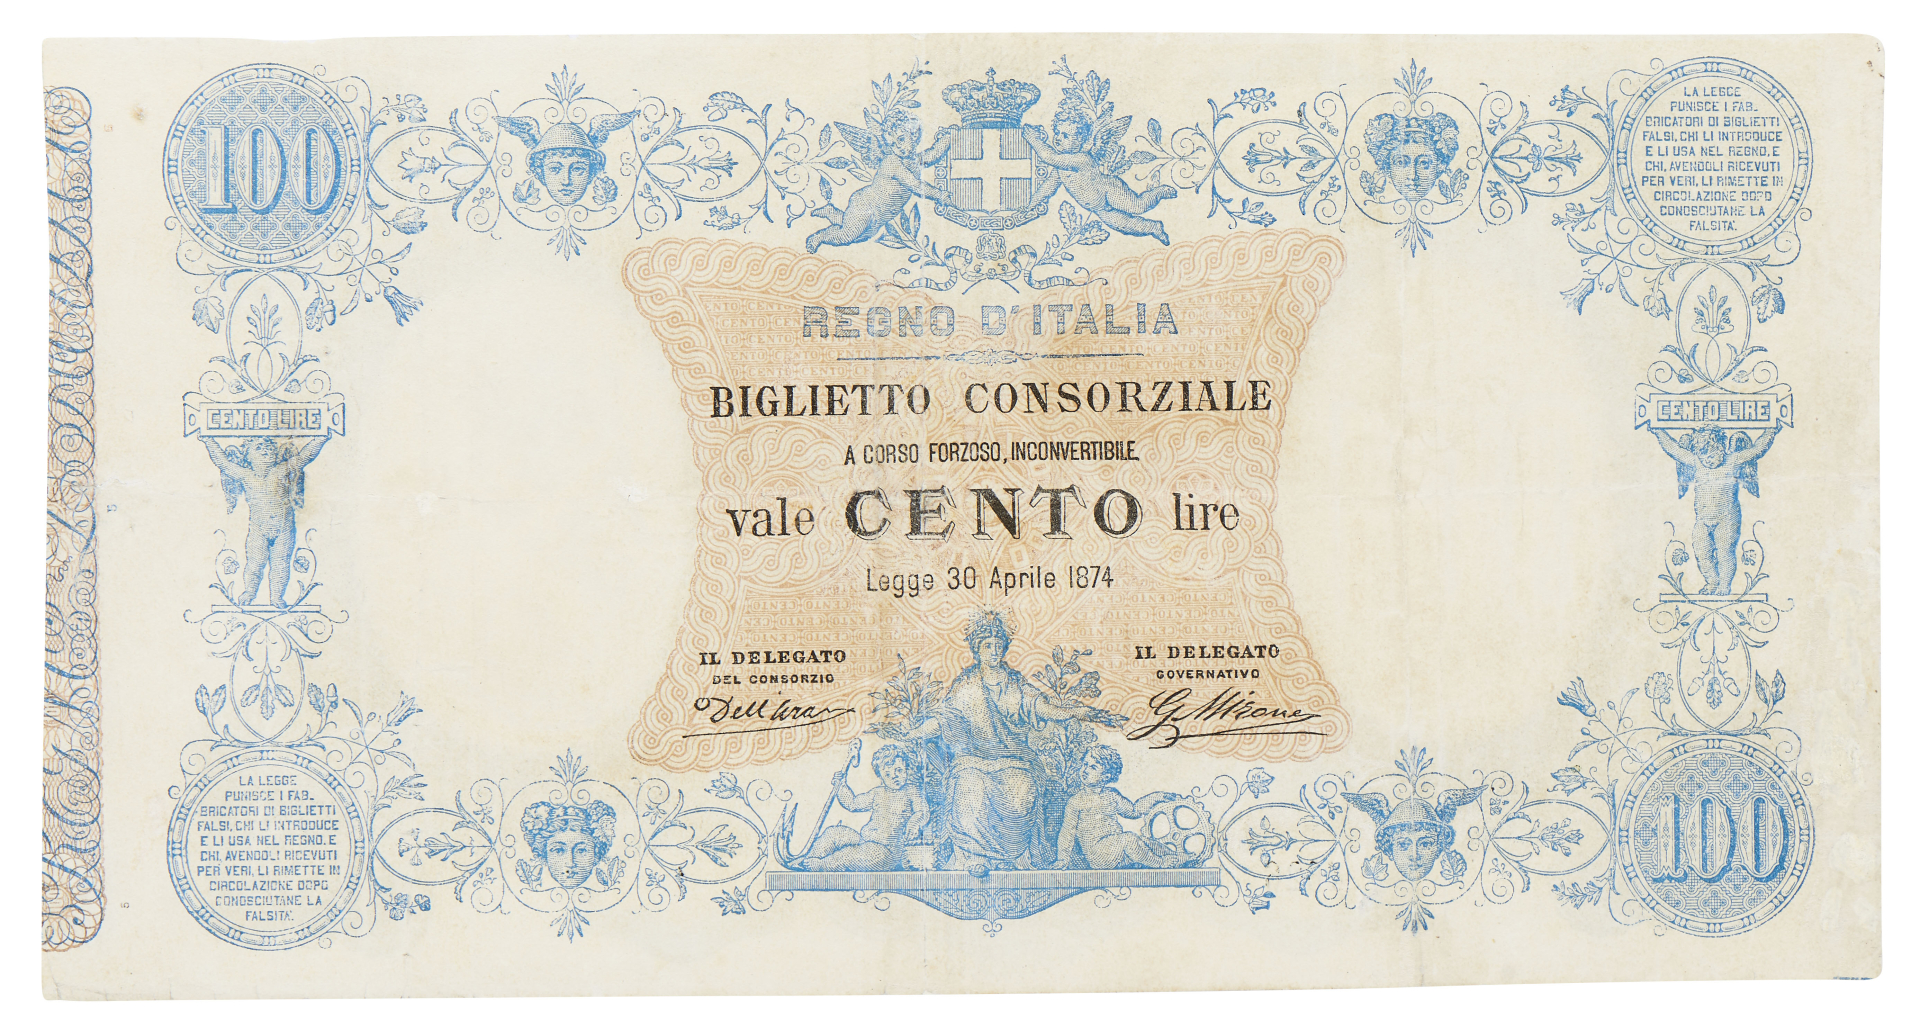 100
LA LEGGE
PUNISCE I FAB-
BRICATORI DI BIGLIETTI
FALSI, CHI LI INTRODUCE
E LI USA NEL REGNO, E
CHI, AVENDOLI RICEVUTI
PER VERI, LI RIMETTE IN
CIRCOLAZIONE DOPO
CONOSCIUTANE LA
FALSITA'.
REGNO D'ITALIA
BIGLIETTO CONSORZIALE
A CORSO FORZOSO, INCONVERTIBILE
CENTO LIRE
CENTO LIRE
vale CENTO lire
Legge 30 Aprile 1874
IL DELEGATO
DEL CONSORZIO
IL DELEGATO
GOVERNATIVO
G Mirone
LA LEGGE
PUNISCE I FAB-
BRICATORI DI BIGLIETTI
FALSI, CHI LI INTRODUCE
E LI USA NEL REGNO, E
CHI, AVENDOLI RICEVUTI
PER VERI, LI RIMETTE IN
CIRCOLAZIONE DOPO
CONOSCIUTANE LA
FALSITA'.
100